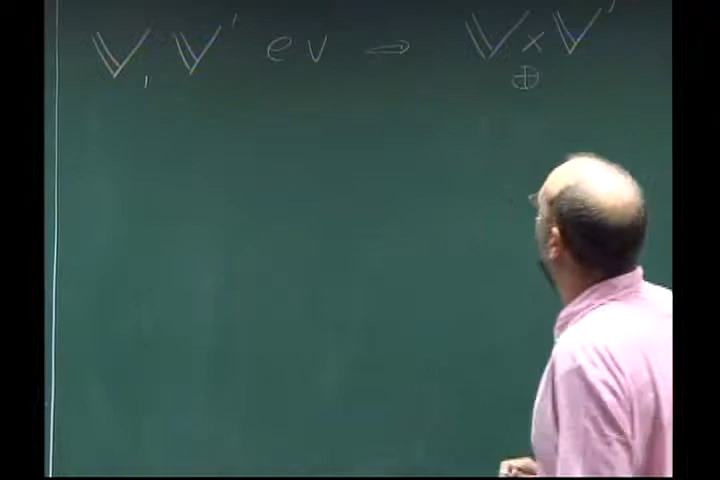 V, V' ev ⇒ V × V'
⊕